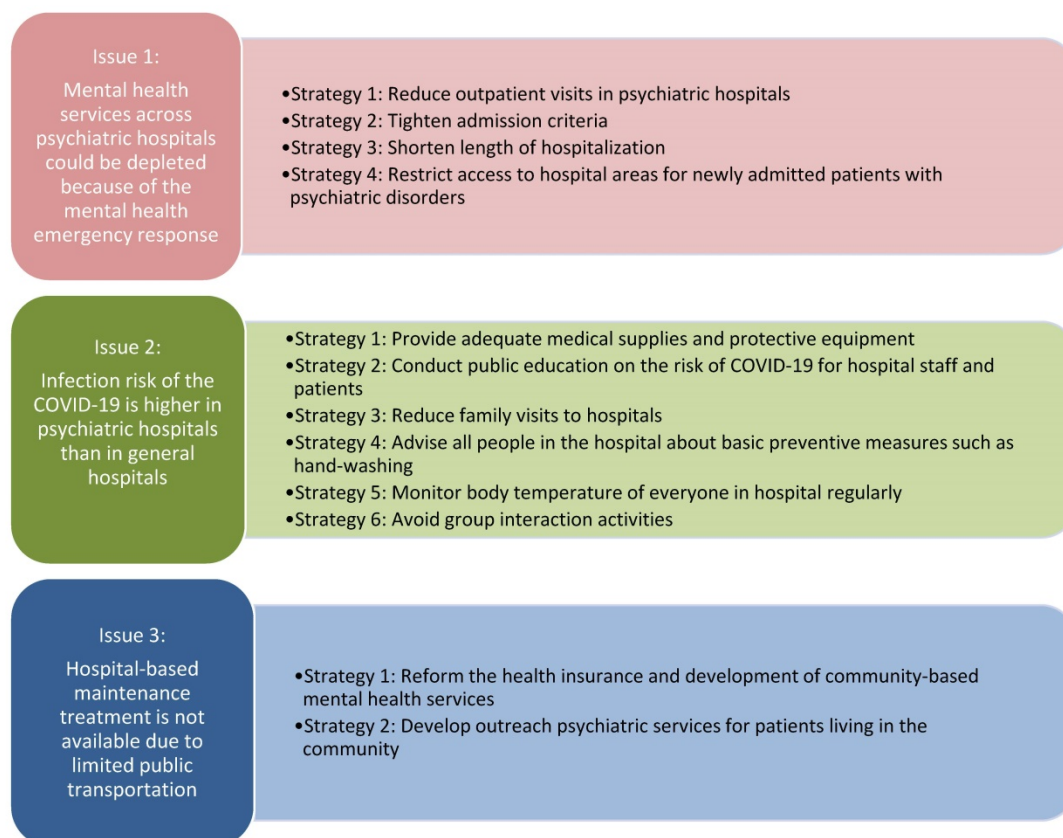 Issue 1:
Mental health
services across
psychiatric hospitals
could be depleted
because of the
mental health
emergency response
•Strategy 1: Reduce outpatient visits in psychiatric hospitals
•Strategy 2: Tighten admission criteria
•Strategy 3: Shorten length of hospitalization
•Strategy 4: Restrict access to hospital areas for newly admitted patients with
psychiatric disorders
Issue 2:
Infection risk of the
COVID-19 is higher in
psychiatric hospitals
than in general
hospitals
•Strategy 1: Provide adequate medical supplies and protective equipment
•Strategy 2: Conduct public education on the risk of COVID-19 for hospital staff and
patients
•Strategy 3: Reduce family visits to hospitals
•Strategy 4: Advise all people in the hospital about basic preventive measures such as
hand-washing
•Strategy 5: Monitor body temperature of everyone in hospital regularly
•Strategy 6: Avoid group interaction activities
Issue 3:
Hospital-based
maintenance
treatment is not
available due to
limited public
transportation
•Strategy 1: Reform the health insurance and development of community-based
mental health services
•Strategy 2: Develop outreach psychiatric services for patients living in the
community